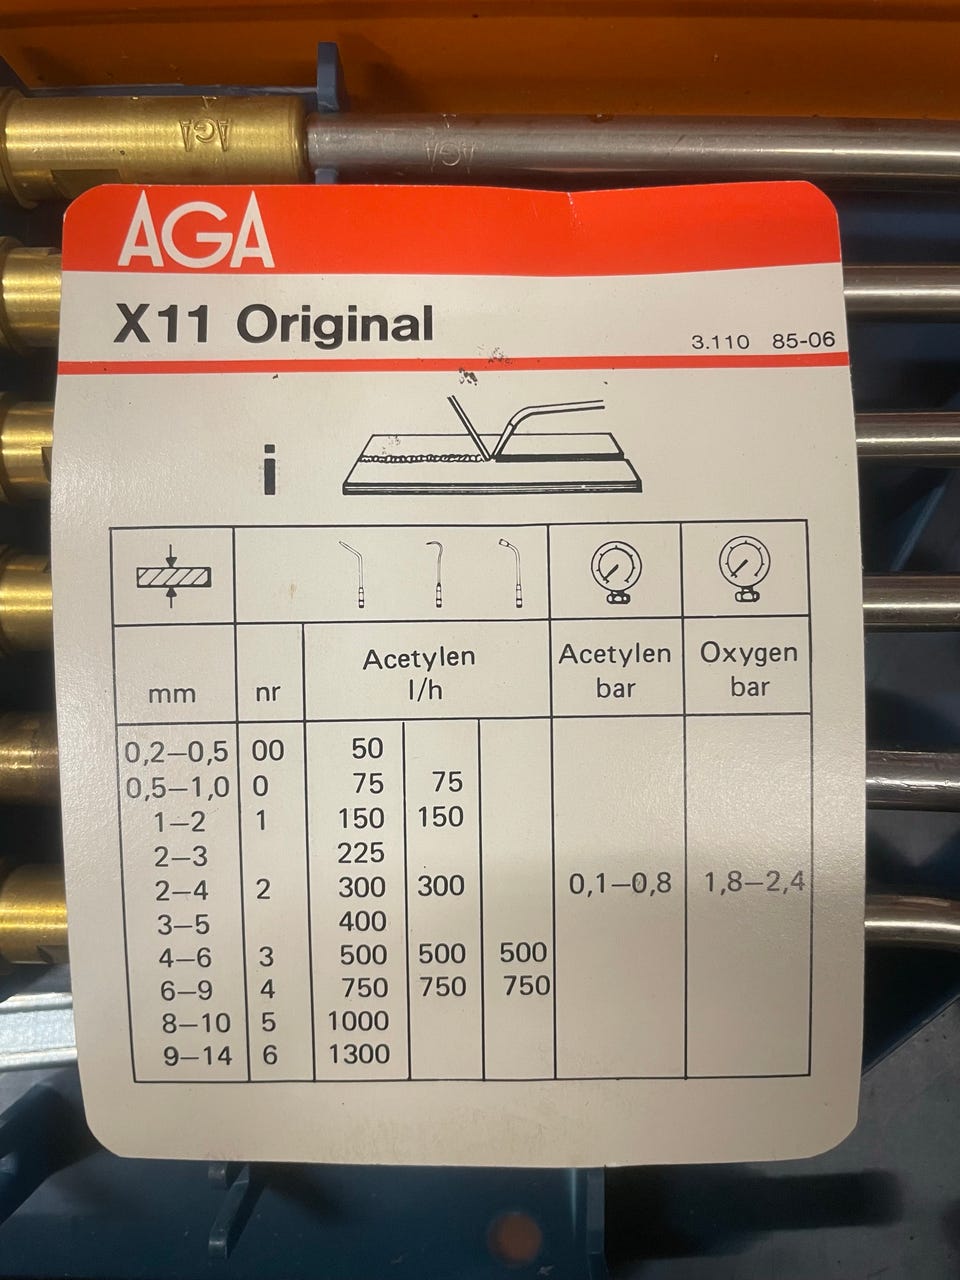 AGA
AGA
AGA
X11 Original
3.110 85-06
i
mm nr Acetylen l/h Acetylen bar Oxygen bar
0,2–0,5 00 50
0,5–1,0 0 75 75
1–2 1 150 150
2–3 225
2–4 2 300 300 0,1–0,8 1,8–2,4
3–5 400
4–6 3 500 500 500
6–9 4 750 750 750
8–10 5 1000
9–14 6 1300